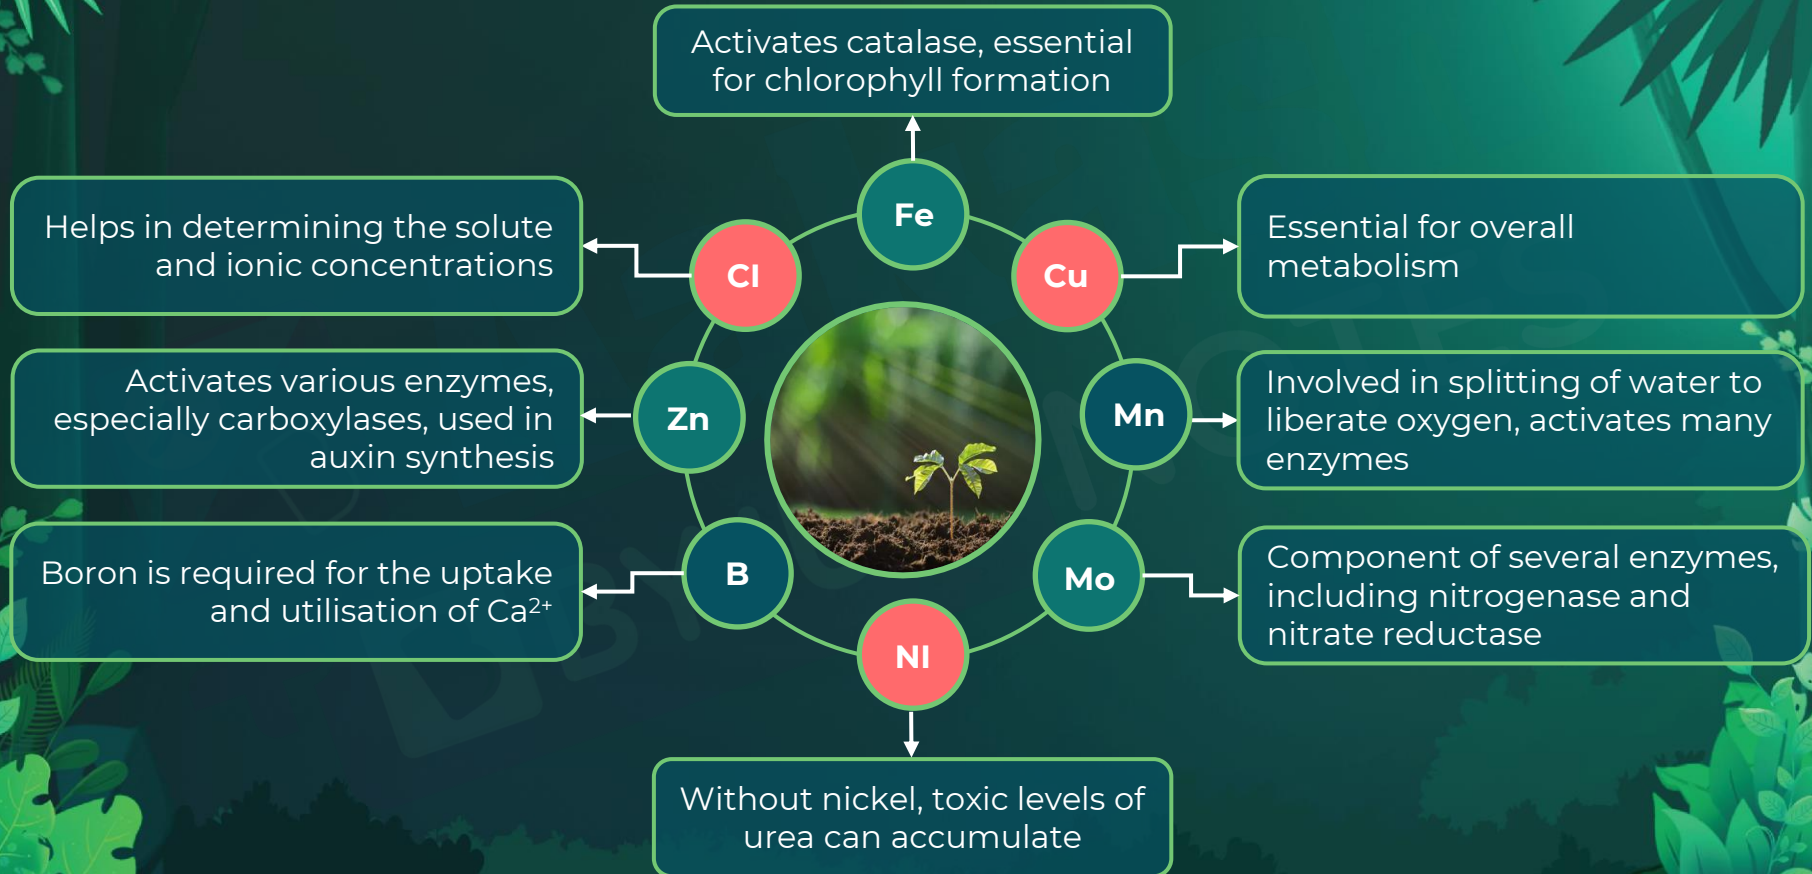 Activates catalase, essential
for chlorophyll formation
Fe
Helps in determining the solute
and ionic concentrations
Cl
Cu
Essential for overall
metabolism
Activates various enzymes,
especially carboxylases, used in
auxin synthesis
Zn
Mn
Involved in splitting of water to
liberate oxygen, activates many
enzymes
Boron is required for the uptake
and utilisation of Ca²⁺
B
Mo
Component of several enzymes,
including nitrogenase and
nitrate reductase
NI
Without nickel, toxic levels of
urea can accumulate